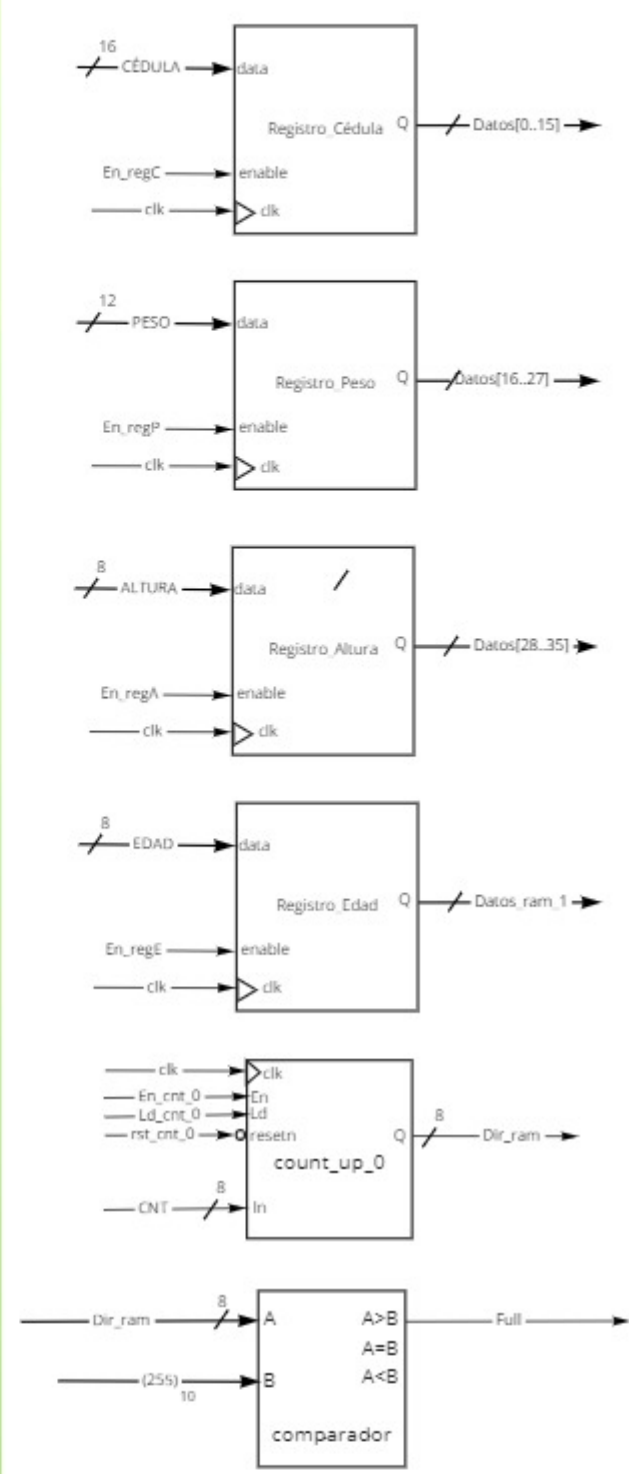 16
CÉDULA data
Registro_Cédula Q Datos[0..15]
En_regC enable
clk clk
12
PESO data
Registro_Peso Q Datos[16..27]
En_regP enable
clk clk
8
ALTURA data
Registro_Altura Q Datos[28..35]
En_regA enable
clk clk
8
EDAD data
Registro_Edad Q Datos_ram_1
En_regE enable
clk clk
clk clk
En_cnt_0 En
Ld_cnt_0 Ld
rst_cnt_0 resetn Q 8 Dir_ram
count_up_0
CNT 8 In
Dir_ram 8 A A>B Full
A=B
(255)10 B A<B
comparador